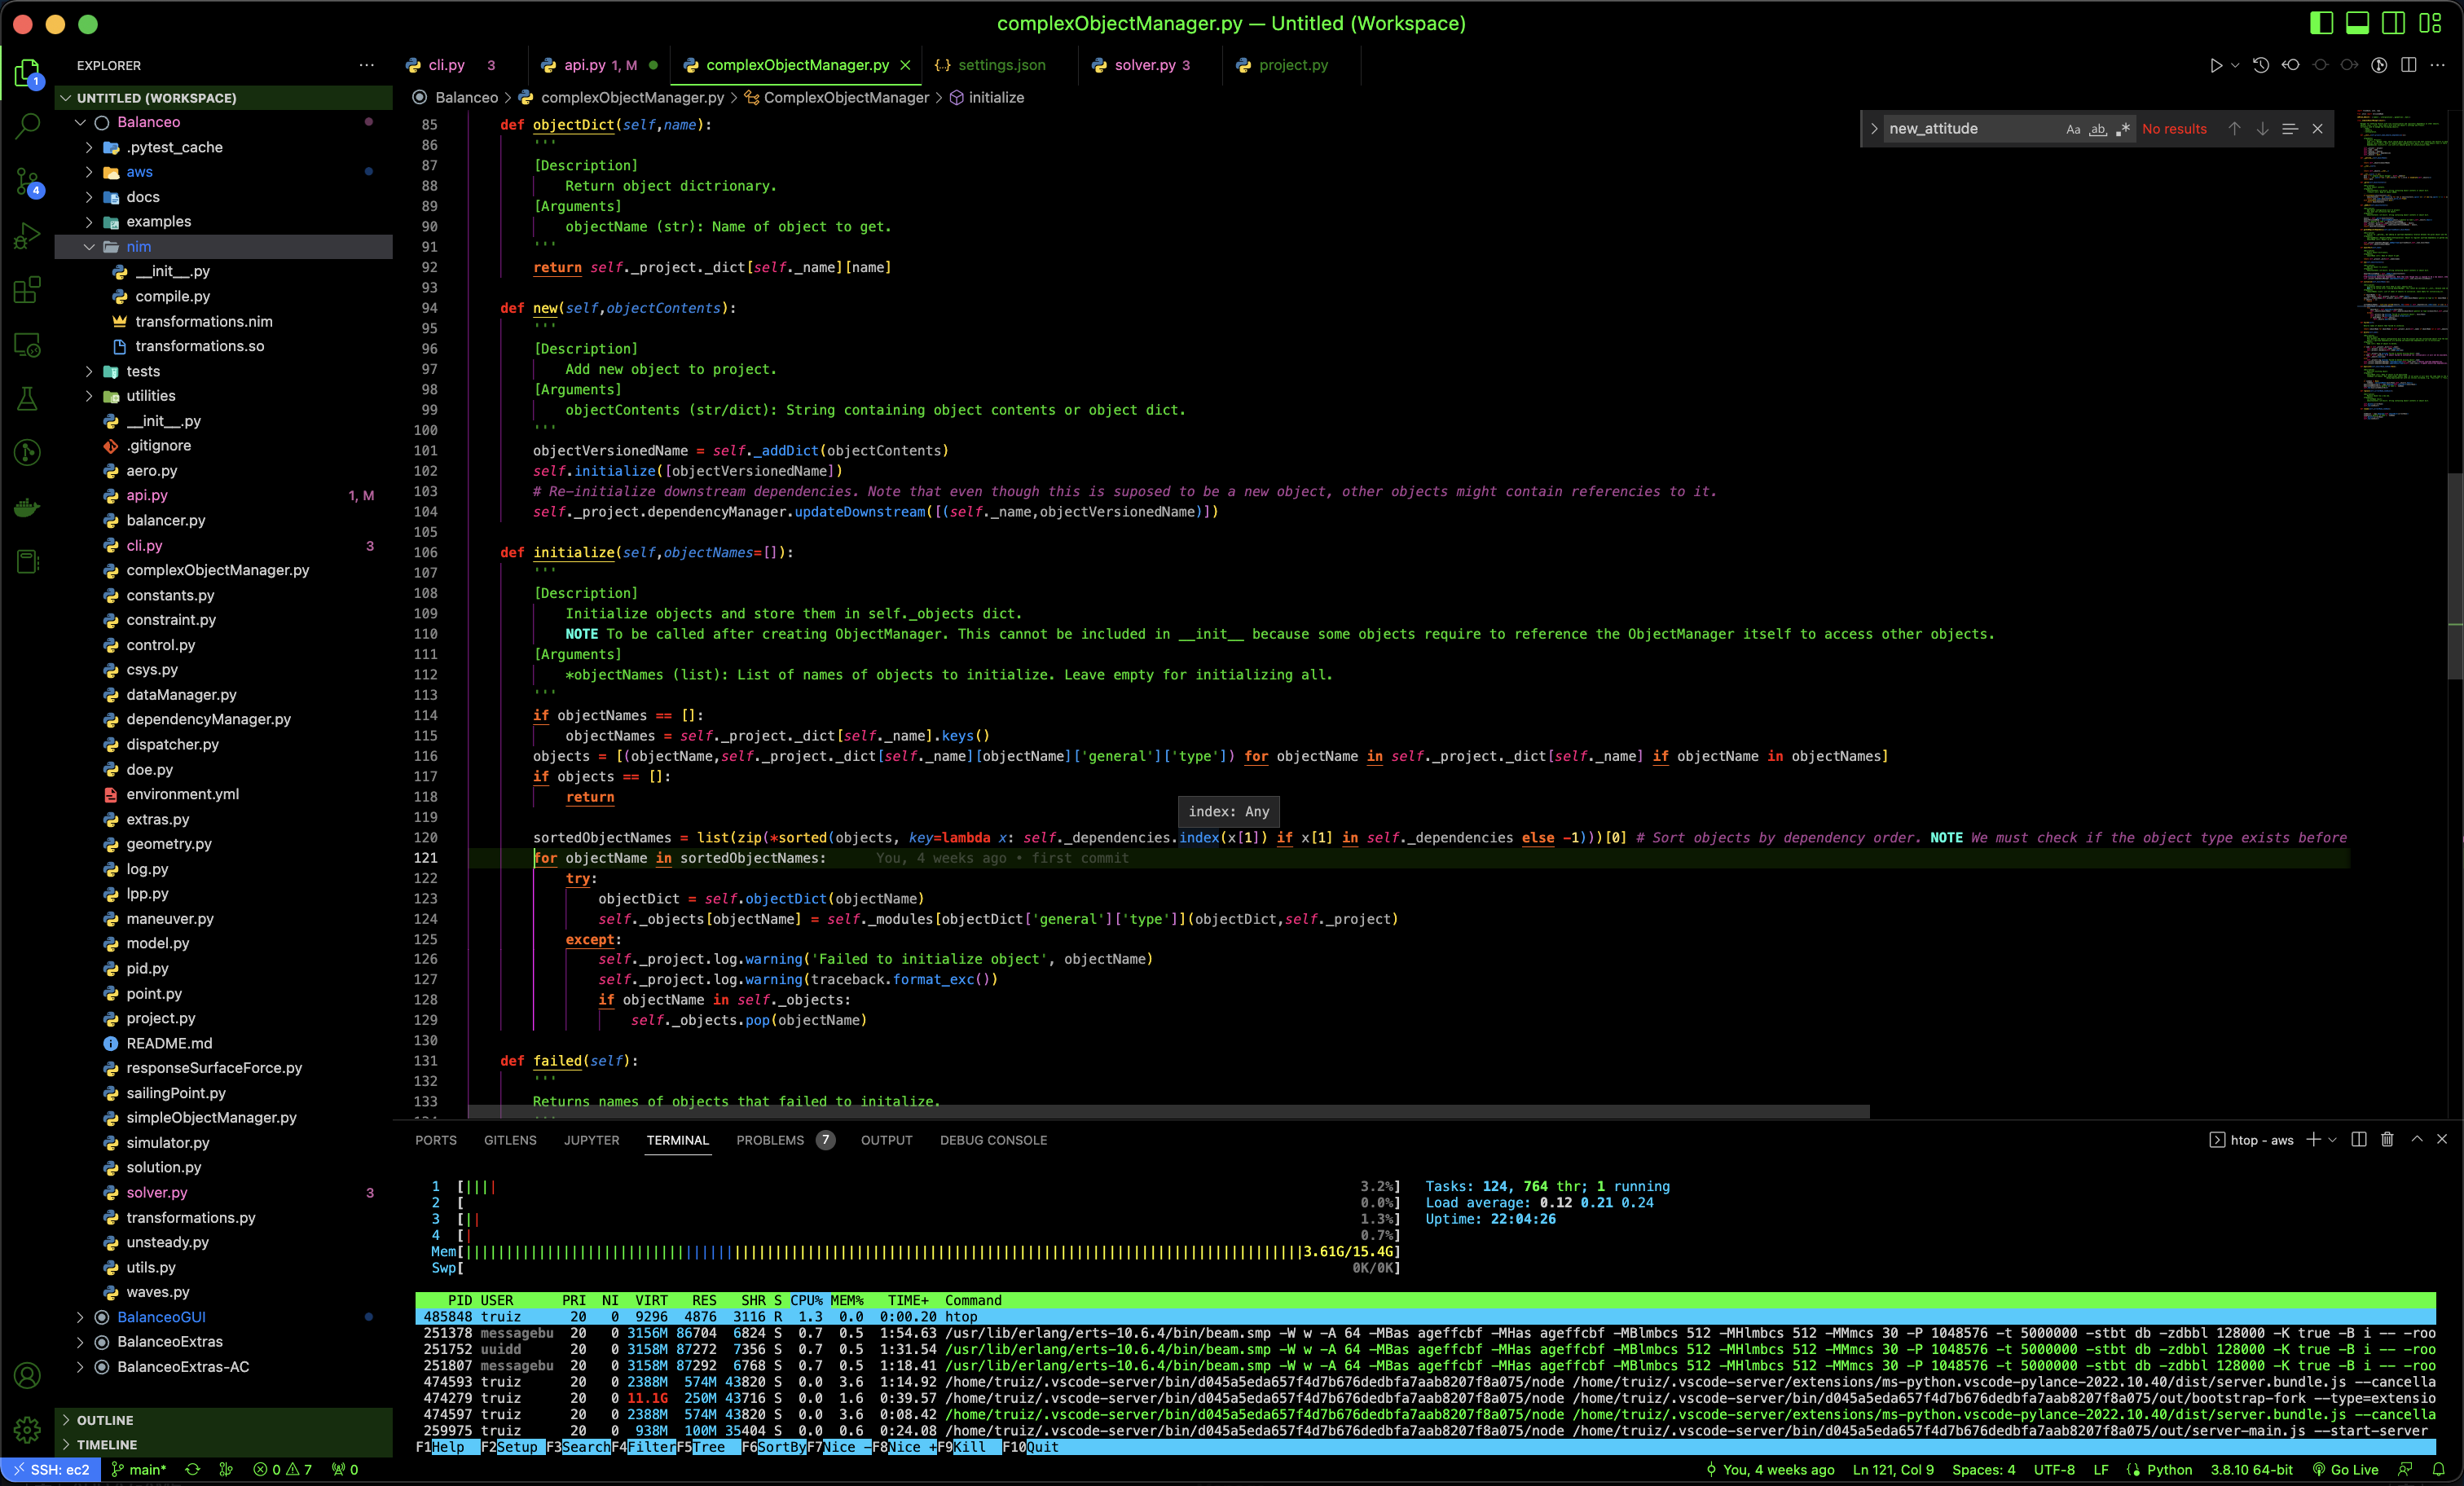 complexObjectManager.py — Untitled (Workspace)
EXPLORER
UNTITLED (WORKSPACE)
Balanceo
.pytest_cache
aws
docs
examples
nim
__init__.py
compile.py
transformations.nim
transformations.so
tests
utilities
__init__.py
.gitignore
aero.py
api.py 1, M
balancer.py
cli.py 3
complexObjectManager.py
constants.py
constraint.py
control.py
csys.py
dataManager.py
dependencyManager.py
dispatcher.py
doe.py
environment.yml
extras.py
geometry.py
log.py
lpp.py
maneuver.py
model.py
pid.py
point.py
project.py
README.md
responseSurfaceForce.py
sailingPoint.py
simpleObjectManager.py
simulator.py
solution.py
solver.py 3
transformations.py
unsteady.py
utils.py
waves.py
BalanceoGUI
BalanceoExtras
BalanceoExtras-AC
OUTLINE
TIMELINE
1
4
cli.py 3 api.py 1, M complexObjectManager.py settings.json solver.py 3 project.py
Balanceo > complexObjectManager.py > ComplexObjectManager > initialize
new_attitude Aa ab No results
85 def objectDict(self,name):
86 '''
87 [Description]
88 Return object dictrionary.
89 [Arguments]
90 objectName (str): Name of object to get.
91 '''
92 return self._project._dict[self._name][name]
93
94 def new(self,objectContents):
95 '''
96 [Description]
97 Add new object to project.
98 [Arguments]
99 objectContents (str/dict): String containing object contents or object dict.
100 '''
101 objectVersionedName = self._addDict(objectContents)
102 self.initialize([objectVersionedName])
103 # Re-initialize downstream dependencies. Note that even though this is suposed to be a new object, other objects might contain referencies to it.
104 self._project.dependencyManager.updateDownstream([(self._name,objectVersionedName)])
105
106 def initialize(self,objectNames=[]):
107 '''
108 [Description]
109 Initialize objects and store them in self._objects dict.
110 NOTE To be called after creating ObjectManager. This cannot be included in __init__ because some objects require to reference the ObjectManager itself to access other objects.
111 [Arguments]
112 *objectNames (list): List of names of objects to initialize. Leave empty for initializing all.
113 '''
114 if objectNames == []:
115 objectNames = self._project._dict[self._name].keys()
116 objects = [(objectName,self._project._dict[self._name][objectName]['general']['type']) for objectName in self._project._dict[self._name] if objectName in objectNames]
117 if objects == []:
118 return
index: Any
119
120 sortedObjectNames = list(zip(*sorted(objects, key=lambda x: self._dependencies.index(x[1]) if x[1] in self._dependencies else -1)))[0] # Sort objects by dependency order. NOTE We must check if the object type exists before
121 for objectName in sortedObjectNames: You, 4 weeks ago • first commit
122 try:
123 objectDict = self.objectDict(objectName)
124 self._objects[objectName] = self._modules[objectDict['general']['type']](objectDict,self._project)
125 except:
126 self._project.log.warning('Failed to initialize object', objectName)
127 self._project.log.warning(traceback.format_exc())
128 if objectName in self._objects:
129 self._objects.pop(objectName)
130
131 def failed(self):
132 '''
133 Returns names of objects that failed to initalize.
PORTS GITLENS JUPYTER TERMINAL PROBLEMS 7 OUTPUT DEBUG CONSOLE
htop - aws
1 [|||| 3.2%] Tasks: 124, 764 thr; 1 running
2 [ 0.0%] Load average: 0.12 0.21 0.24
3 [|| 1.3%] Uptime: 22:04:26
4 [| 0.7%]
Mem[ 3.61G/15.4G]
Swp[ 0K/0K]
PID USER PRI NI VIRT RES SHR S CPU% MEM% TIME+ Command
485848 truiz 20 0 9296 4876 3116 R 1.3 0.0 0:00.20 htop
251378 messagebu 20 0 3156M 86704 6824 S 0.7 0.5 1:54.63 /usr/lib/erlang/erts-10.6.4/bin/beam.smp -W w -A 64 -MBas ageffcbf -MHas ageffcbf -MBlmbcs 512 -MHlmbcs 512 -MMmcs 30 -P 1048576 -t 5000000 -stbt db -zdbbl 128000 -K true -B i -- -roo
251752 uuidd 20 0 3158M 87272 7356 S 0.7 0.5 1:31.54 /usr/lib/erlang/erts-10.6.4/bin/beam.smp -W w -A 64 -MBas ageffcbf -MHas ageffcbf -MBlmbcs 512 -MHlmbcs 512 -MMmcs 30 -P 1048576 -t 5000000 -stbt db -zdbbl 128000 -K true -B i -- -roo
251807 messagebu 20 0 3158M 87292 6768 S 0.7 0.5 1:18.41 /usr/lib/erlang/erts-10.6.4/bin/beam.smp -W w -A 64 -MBas ageffcbf -MHas ageffcbf -MBlmbcs 512 -MHlmbcs 512 -MMmcs 30 -P 1048576 -t 5000000 -stbt db -zdbbl 128000 -K true -B i -- -roo
474593 truiz 20 0 2388M 574M 43820 S 0.0 3.6 1:14.92 /home/truiz/.vscode-server/bin/d045a5eda657f4d7b676dedbfa7aab8207f8a075/node /home/truiz/.vscode-server/extensions/ms-python.vscode-pylance-2022.10.40/dist/server.bundle.js --cancella
474279 truiz 20 0 11.1G 250M 43716 S 0.0 1.6 0:39.57 /home/truiz/.vscode-server/bin/d045a5eda657f4d7b676dedbfa7aab8207f8a075/node /home/truiz/.vscode-server/bin/d045a5eda657f4d7b676dedbfa7aab8207f8a075/out/bootstrap-fork --type=extensio
474597 truiz 20 0 2388M 574M 43820 S 0.0 3.6 0:08.42 /home/truiz/.vscode-server/bin/d045a5eda657f4d7b676dedbfa7aab8207f8a075/node /home/truiz/.vscode-server/extensions/ms-python.vscode-pylance-2022.10.40/dist/server.bundle.js --cancella
259975 truiz 20 0 938M 100M 35404 S 0.0 0.6 0:24.08 /home/truiz/.vscode-server/bin/d045a5eda657f4d7b676dedbfa7aab8207f8a075/node /home/truiz/.vscode-server/bin/d045a5eda657f4d7b676dedbfa7aab8207f8a075/out/server-main.js --start-server
F1Help F2Setup F3SearchF4FilterF5Tree F6SortByF7Nice -F8Nice +F9Kill F10Quit
SSH: ec2 main* 0 7 0 You, 4 weeks ago Ln 121, Col 9 Spaces: 4 UTF-8 LF Python 3.8.10 64-bit Go Live